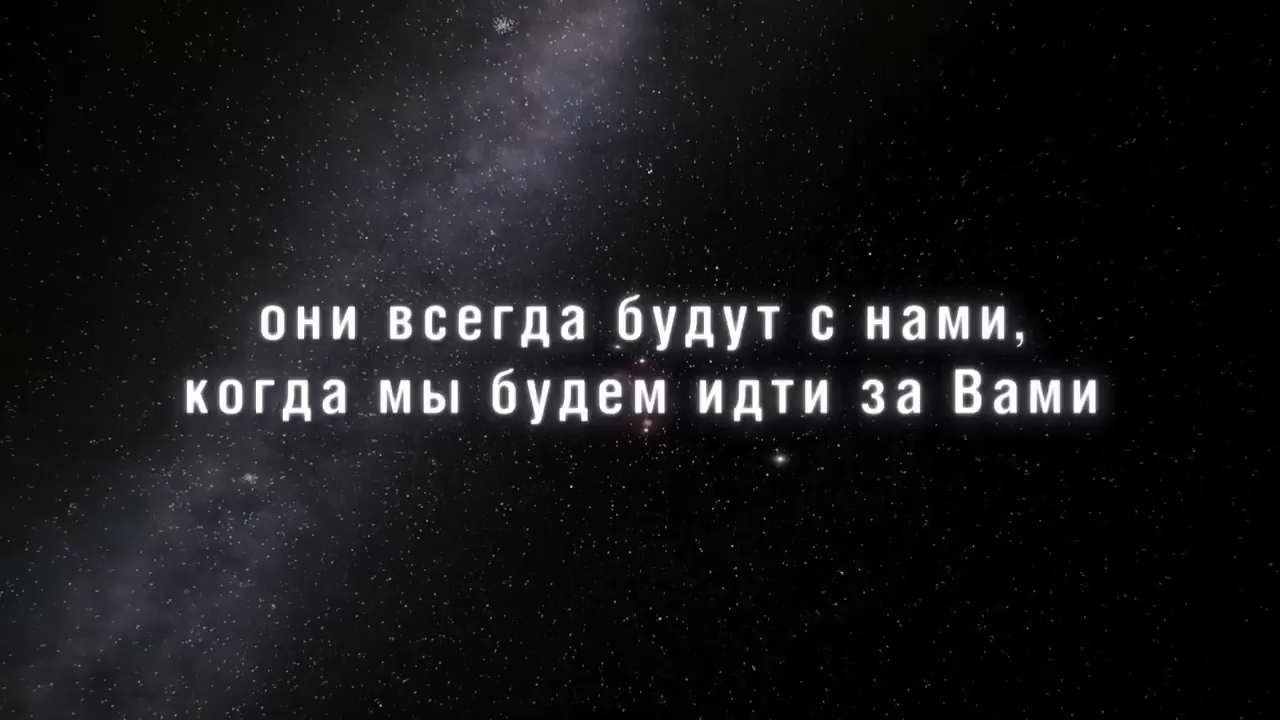 они всегда будут с нами,
когда мы будем идти за Вами